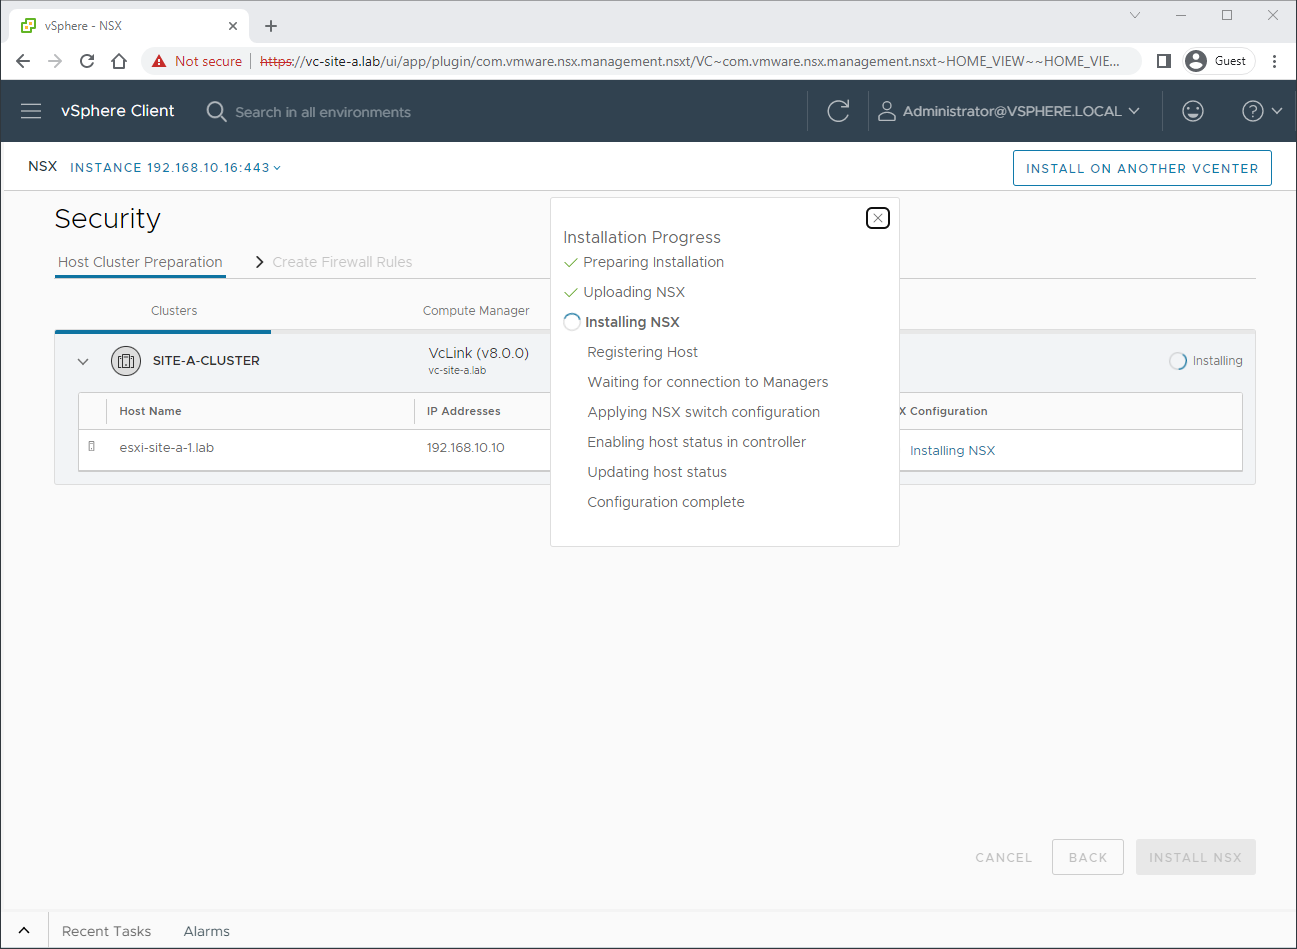 vSphere - NSX
Not secure https://vc-site-a.lab/ui/app/plugin/com.vmware.nsx.management.nsxt/VC~com.vmware.nsx.management.nsxt~HOME_VIEW~~HOME_VIE... Guest
vSphere Client Search in all environments Administrator@VSPHERE.LOCAL
NSX INSTANCE 192.168.10.16:443 INSTALL ON ANOTHER VCENTER
Security
Host Cluster Preparation Create Firewall Rules
Clusters Compute Manager
SITE-A-CLUSTER VcLink (v8.0.0) Installing
vc-site-a.lab
Host Name IP Addresses X Configuration
esxi-site-a-1.lab 192.168.10.10 Installing NSX
Installation Progress
Preparing Installation
Uploading NSX
Installing NSX
Registering Host
Waiting for connection to Managers
Applying NSX switch configuration
Enabling host status in controller
Updating host status
Configuration complete
CANCEL BACK INSTALL NSX
Recent Tasks Alarms